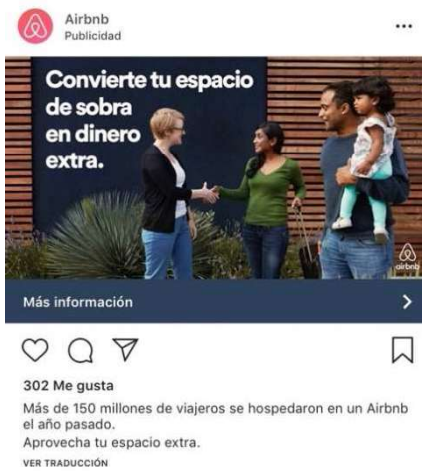 Airbnb
Publicidad
Convierte tu espacio
de sobra
en dinero
extra.
airbnb
Más información
302 Me gusta
Más de 150 millones de viajeros se hospedaron en un Airbnb
el año pasado.
Aprovecha tu espacio extra.
VER TRADUCCIÓN